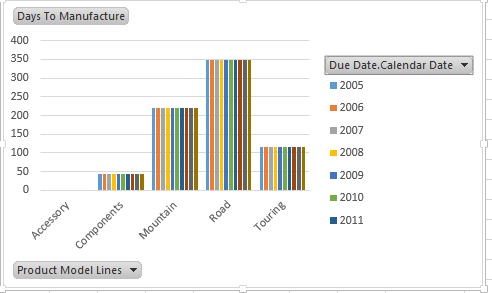 Days To Manufacture
400
350
300
250
200
150
100
50
0
Accessory
Components
Mountain
Road
Touring
Due Date.Calendar Date
2005
2006
2007
2008
2009
2010
2011
Product Model Lines